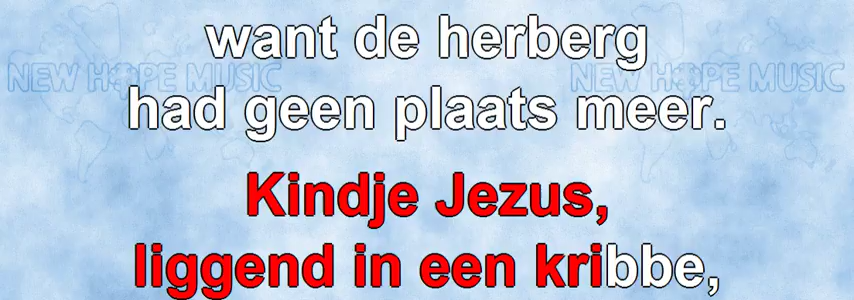 want de herberg
NEW HOPE MUSIC NEW HOPE MUSIC
had geen plaats meer.
Kindje Jezus,
liggend in een kribbe,